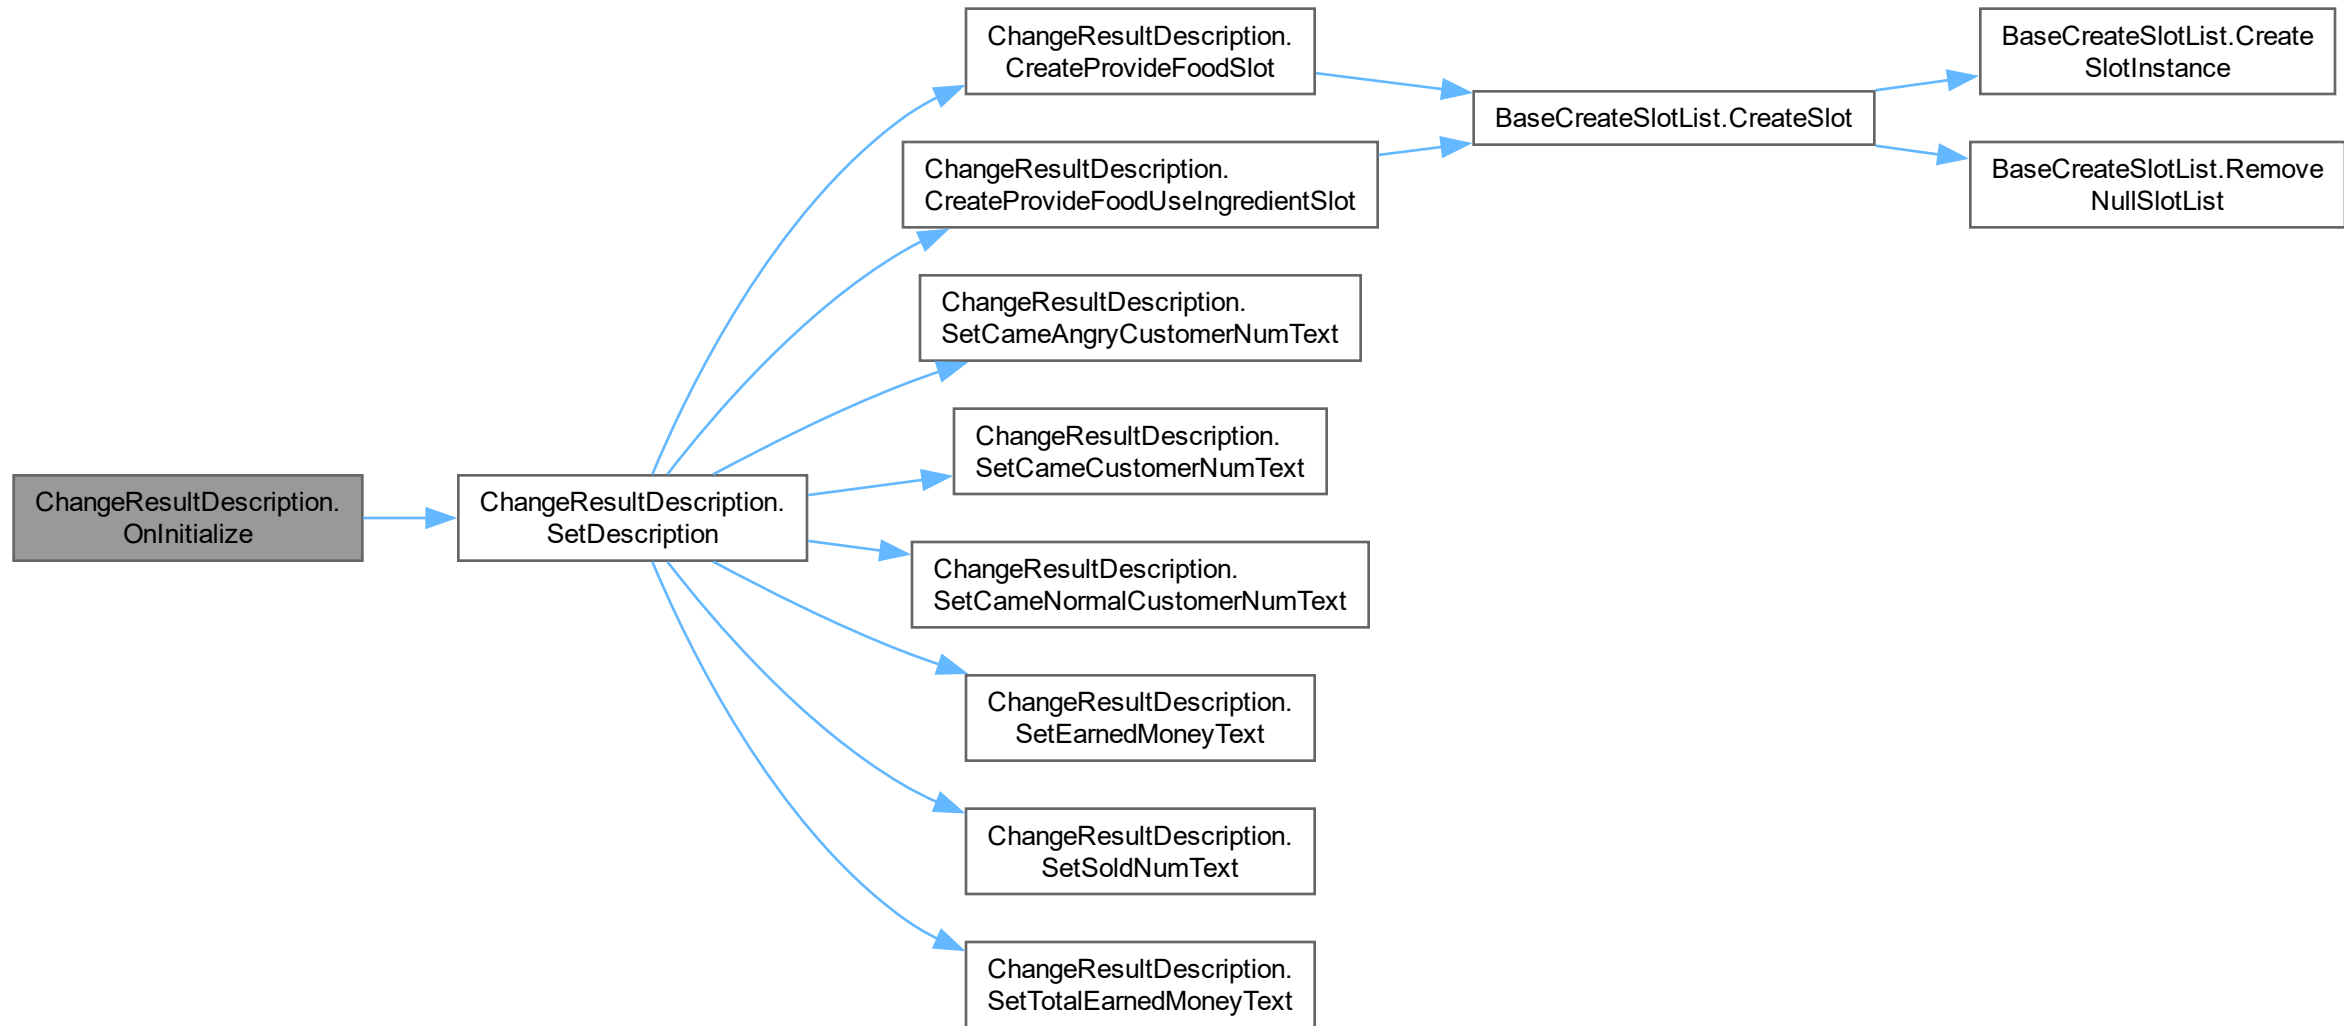 ChangeResultDescription.
OnInitialize
ChangeResultDescription.
SetDescription
ChangeResultDescription.
CreateProvideFoodSlot
ChangeResultDescription.
CreateProvideFoodUseIngredientSlot
ChangeResultDescription.
SetCameAngryCustomerNumText
ChangeResultDescription.
SetCameCustomerNumText
ChangeResultDescription.
SetCameNormalCustomerNumText
ChangeResultDescription.
SetEarnedMoneyText
ChangeResultDescription.
SetSoldNumText
ChangeResultDescription.
SetTotalEarnedMoneyText
BaseCreateSlotList.CreateSlot
BaseCreateSlotList.Create
SlotInstance
BaseCreateSlotList.Remove
NullSlotList